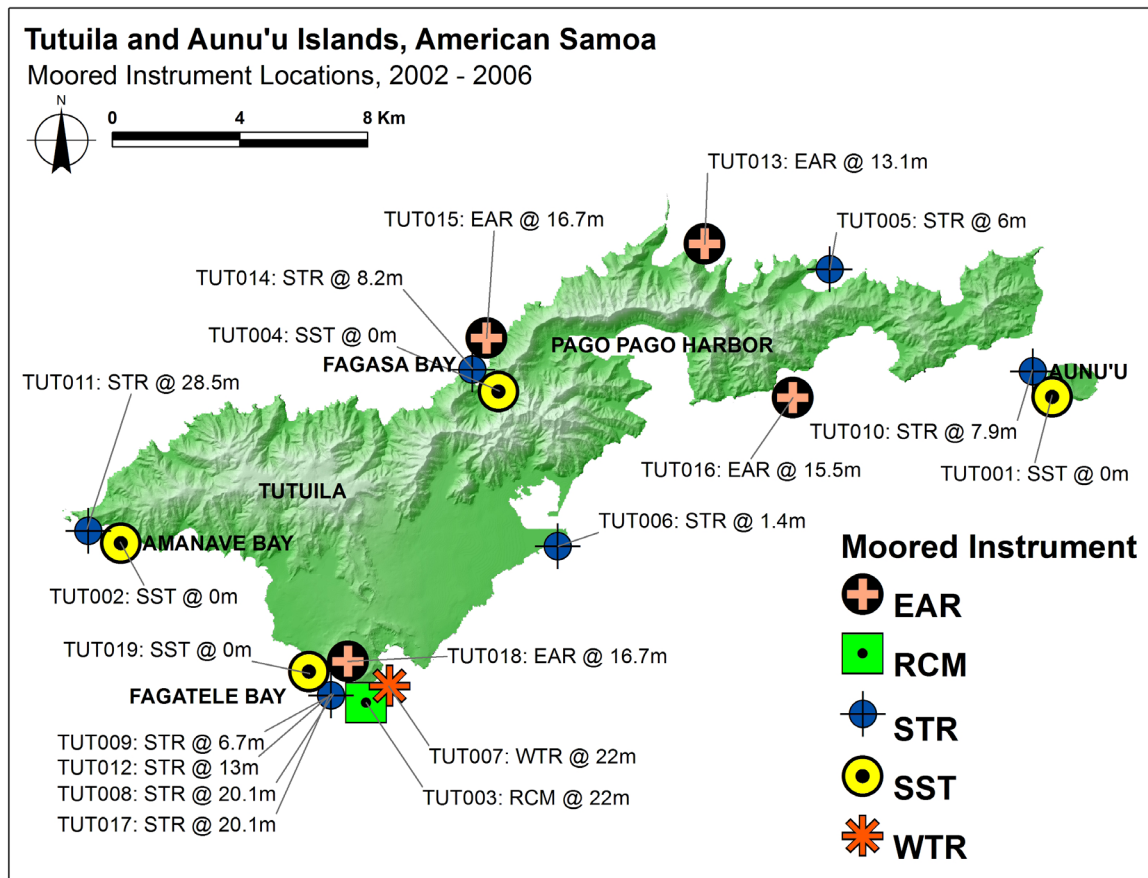 Tutuila and Aunu'u Islands, American Samoa
Moored Instrument Locations, 2002 - 2006
N
0 4 8 Km
TUT013: EAR @ 13.1m
TUT015: EAR @ 16.7m
TUT005: STR @ 6m
TUT014: STR @ 8.2m
TUT004: SST @ 0m
PAGO PAGO HARBOR
FAGASA BAY
TUT011: STR @ 28.5m
AUNU'U
TUT010: STR @ 7.9m
TUT016: EAR @ 15.5m
TUT001: SST @ 0m
TUTUILA
TUT006: STR @ 1.4m
AMANAVE BAY
TUT002: SST @ 0m
TUT019: SST @ 0m
TUT018: EAR @ 16.7m
FAGATELE BAY
TUT009: STR @ 6.7m
TUT012: STR @ 13m
TUT008: STR @ 20.1m
TUT017: STR @ 20.1m
TUT007: WTR @ 22m
TUT003: RCM @ 22m
Moored Instrument
EAR
RCM
STR
SST
WTR